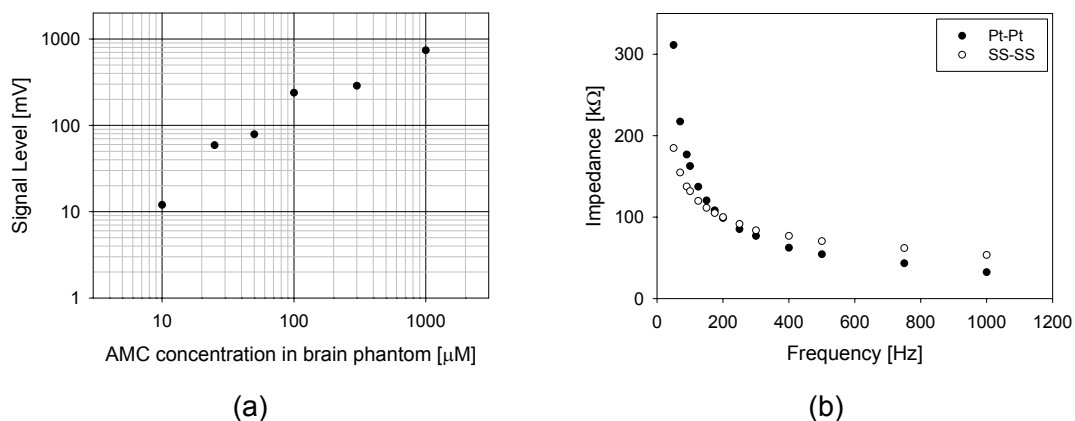 1000
100
10
1
Signal Level [mV]
10 100 1000
AMC concentration in brain phantom [μM]
(a)
Pt-Pt
SS-SS
300
200
100
0
Impedance [kΩ]
0 200 400 600 800 1000 1200
Frequency [Hz]
(b)